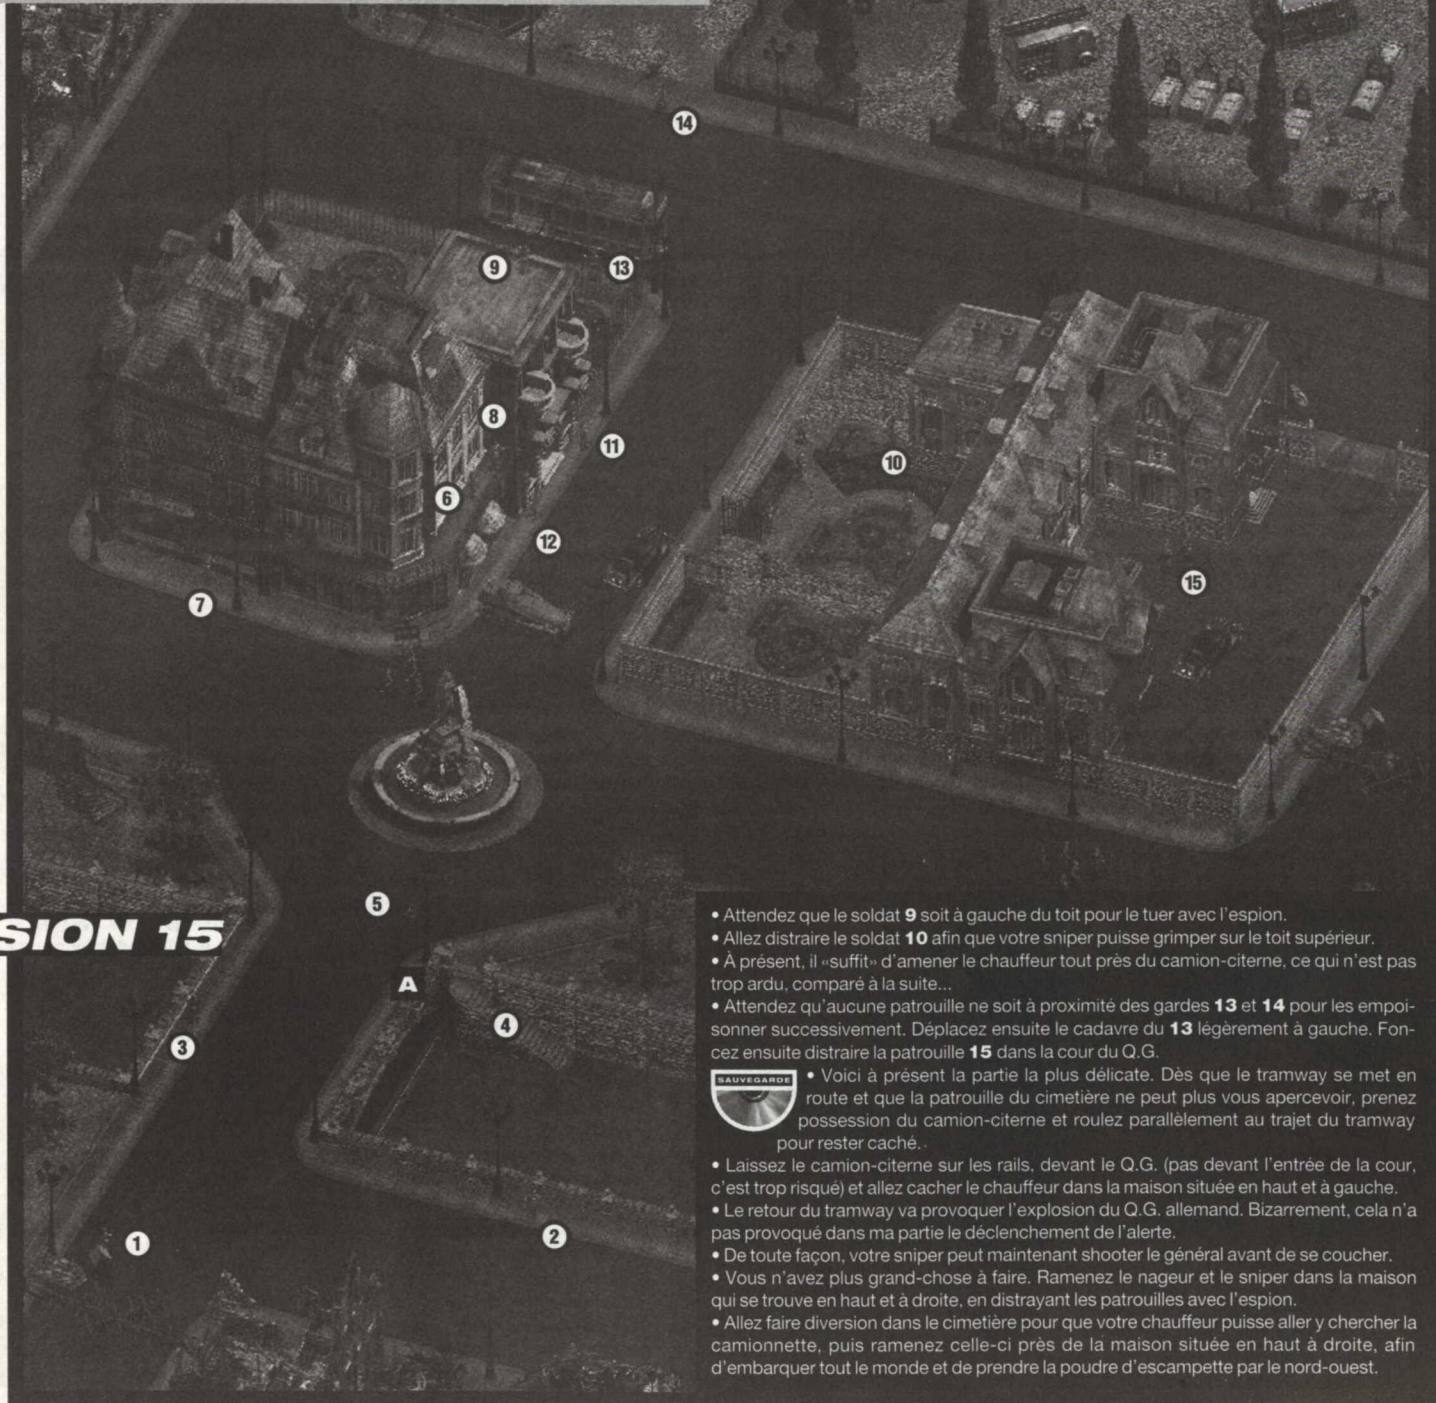 14
9
13
8
11
10
6
12
15
7
5
SION 15
A
4
3
1
2
• Attendez que le soldat 9 soit à gauche du toit pour le tuer avec l'espion.
• Allez distraire le soldat 10 afin que votre sniper puisse grimper sur le toit supérieur.
• À présent, il «suffit» d'amener le chauffeur tout près du camion-citerne, ce qui n'est pas
trop ardu, comparé à la suite...
• Attendez qu'aucune patrouille ne soit à proximité des gardes 13 et 14 pour les empoi-
sonner successivement. Déplacez ensuite le cadavre du 13 légèrement à gauche. Fon-
cez ensuite distraire la patrouille 15 dans la cour du Q.G.
SAUVEGARDE
• Voici à présent la partie la plus délicate. Dès que le tramway se met en
route et que la patrouille du cimetière ne peut plus vous apercevoir, prenez
possession du camion-citerne et roulez parallèlement au trajet du tramway
pour rester caché.
• Laissez le camion-citerne sur les rails, devant le Q.G. (pas devant l'entrée de la cour,
c'est trop risqué) et allez cacher le chauffeur dans la maison située en haut et à gauche.
• Le retour du tramway va provoquer l'explosion du Q.G. allemand. Bizarrement, cela n'a
pas provoqué dans ma partie le déclenchement de l'alerte.
• De toute façon, votre sniper peut maintenant shooter le général avant de se coucher.
• Vous n'avez plus grand-chose à faire. Ramenez le nageur et le sniper dans la maison
qui se trouve en haut et à droite, en distrayant les patrouilles avec l'espion.
• Allez faire diversion dans le cimetière pour que votre chauffeur puisse aller y chercher la
camionnette, puis ramenez celle-ci près de la maison située en haut à droite, afin
d'embarquer tout le monde et de prendre la poudre d'escampette par le nord-ouest.